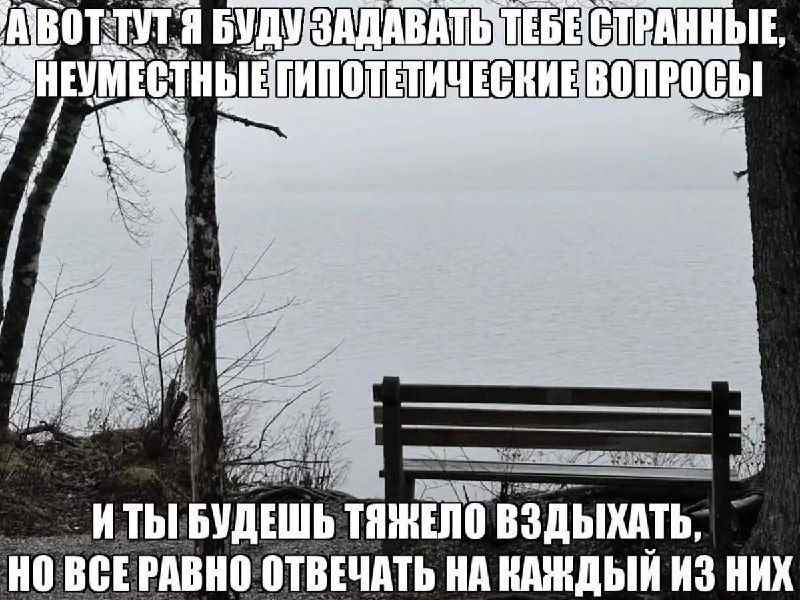 А ВОТ ТУТ Я БУДУ ЗАДАВАТЬ ТЕБЕ СТРАННЫЕ,
НЕУМЕСТНЫЕ ГИПОТЕТИЧЕСКИЕ ВОПРОСЫ
И ТЫ БУДЕШЬ ТЯЖЕЛО ВЗДЫХАТЬ,
НО ВСЕ РАВНО ОТВЕЧАТЬ НА КАЖДЫЙ ИЗ НИХ